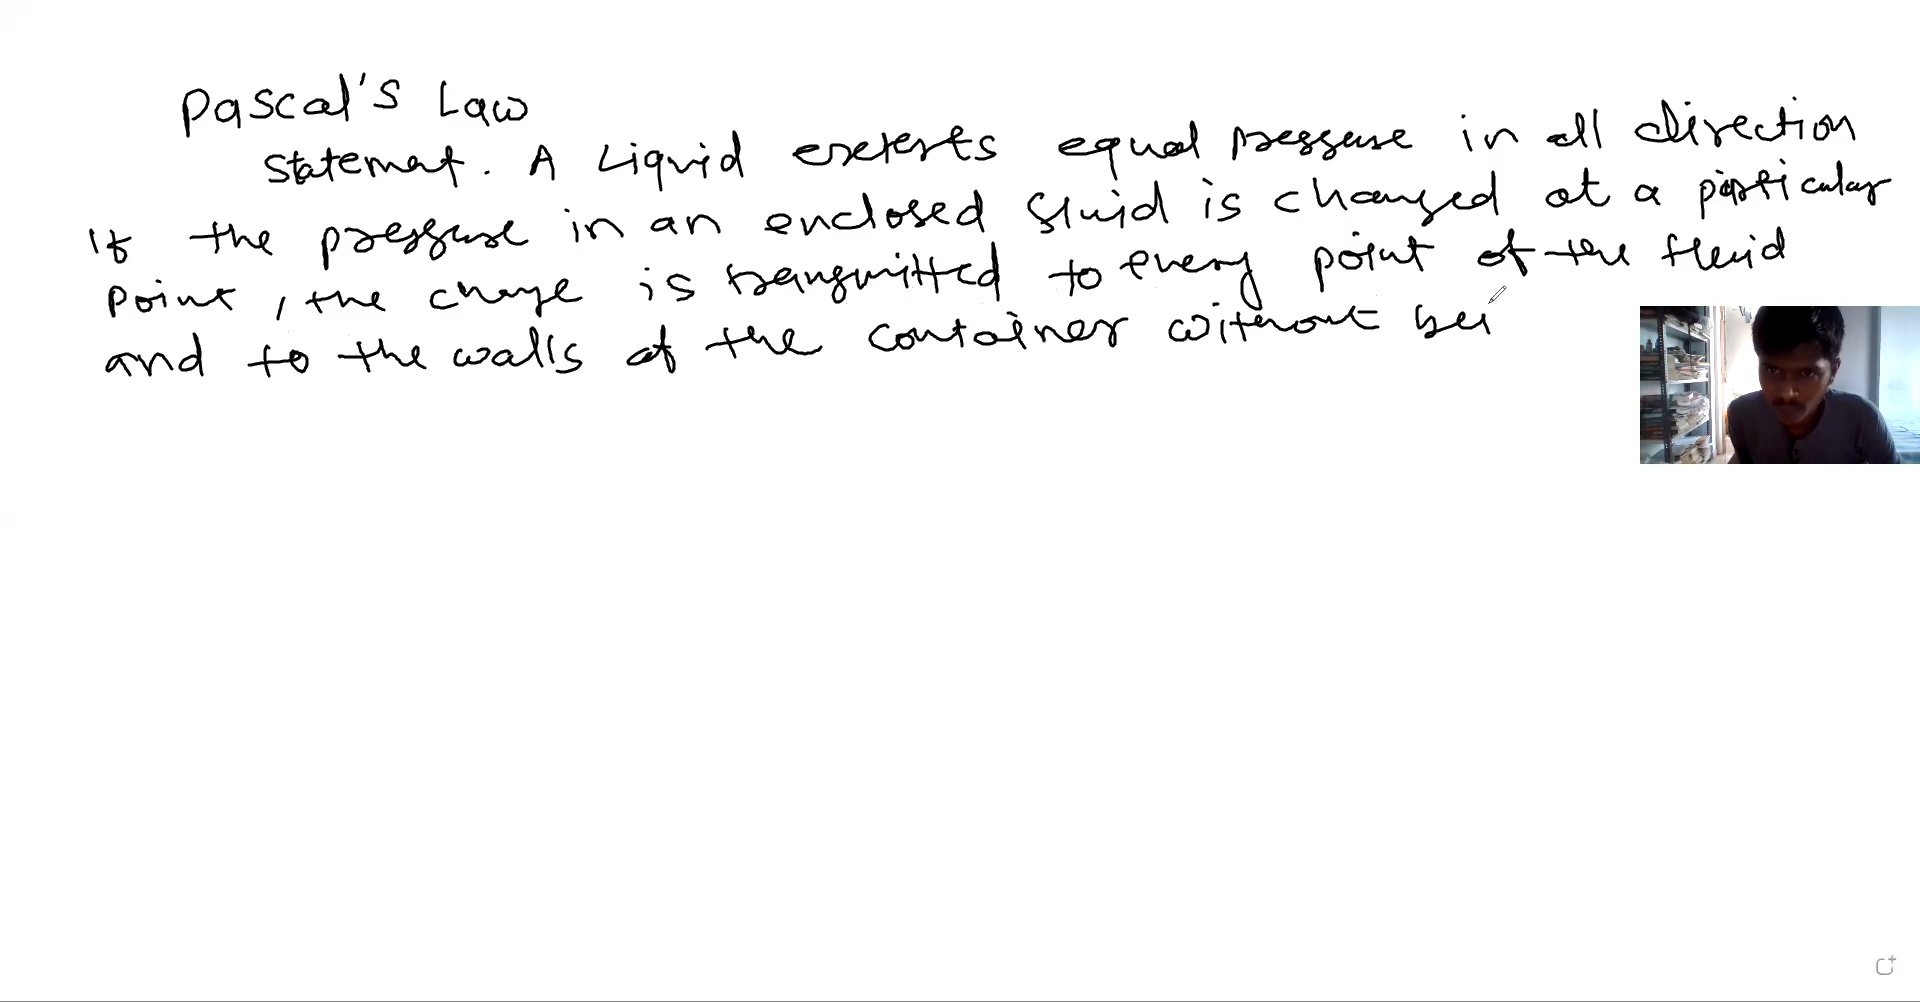 Pascal's Law
Statemat. A Liquid exterts equal pressure in all direction
If the pressure in an enclosed fluid is changed at a particular
point, the change is transmitted to every point of the fluid
and to the walls of the container without bei